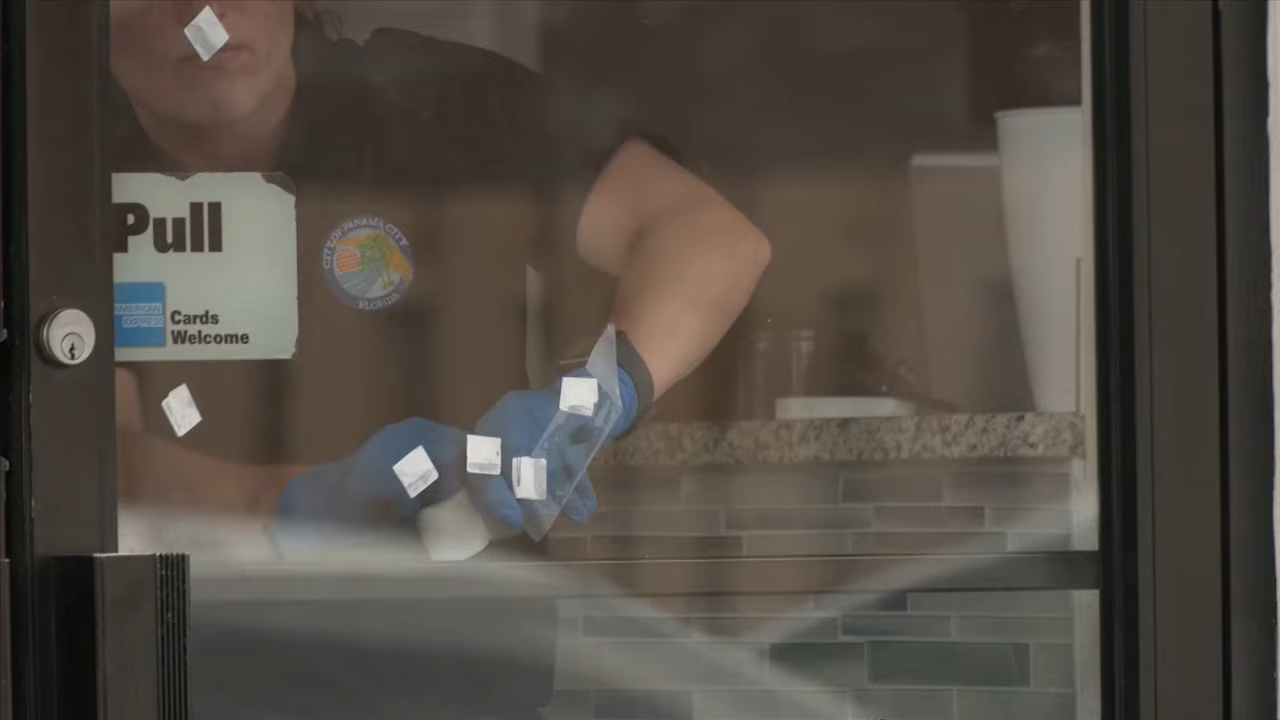 Pull
AMERICAN
EXPRESS
Cards
Welcome
CITY OF PANAMA CITY
FLORIDA